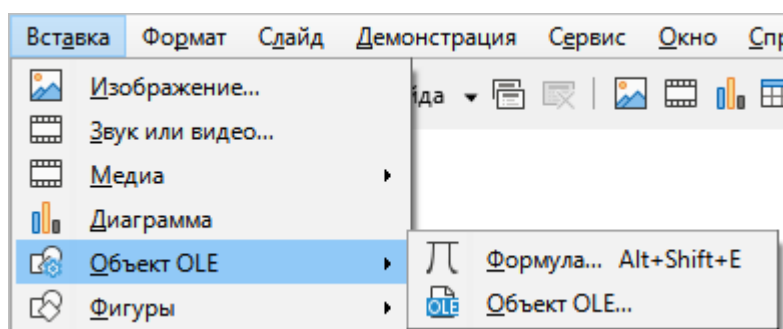 Вставка Формат Слайд Демонстрация Сервис Окно
Изображение...
Звук или видео...
Медиа
Диаграмма
Объект OLE
Фигуры
Формула... Alt+Shift+E
OLE Объект OLE...